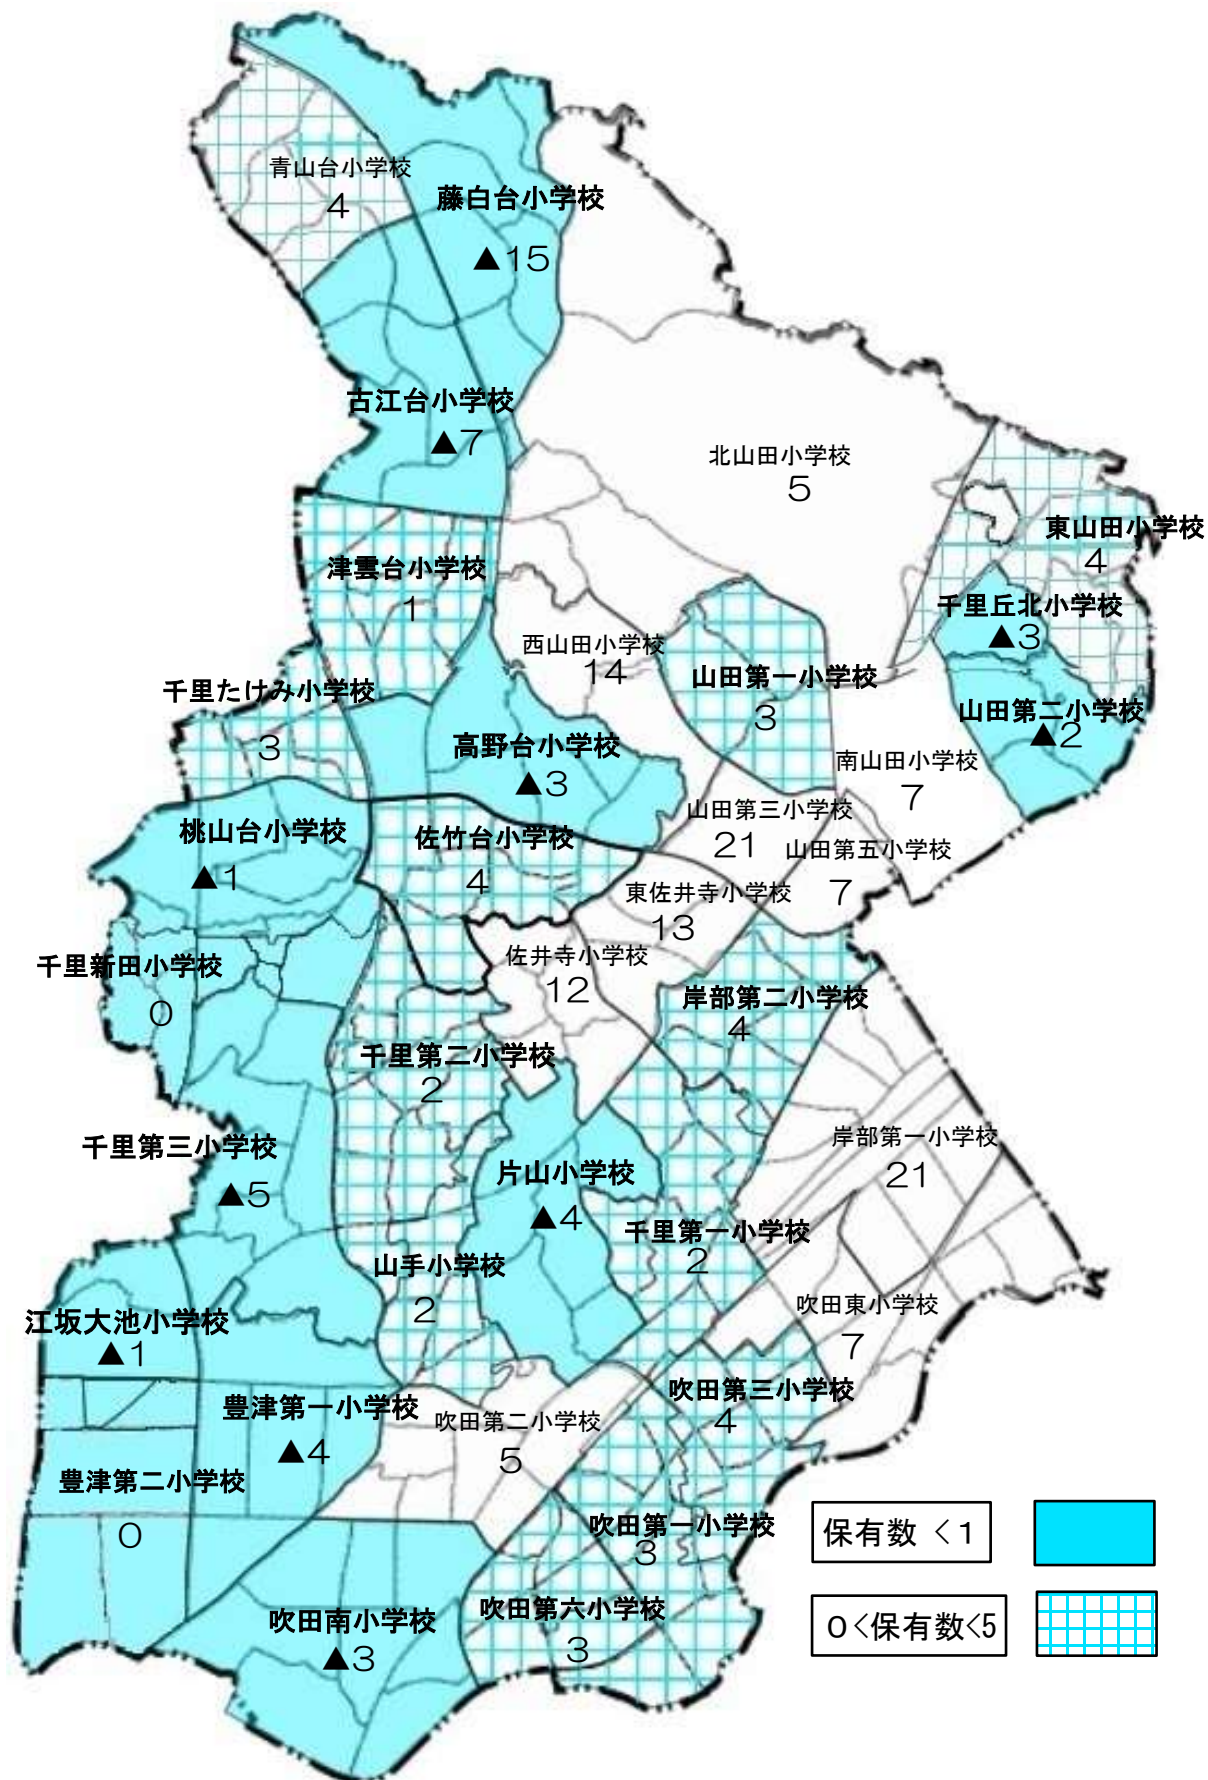 青山台小学校
4
藤白台小学校
▲15
古江台小学校
▲7
北山田小学校
5
東山田小学校
4
津雲台小学校
1
千里丘北小学校
▲3
西山田小学校
14
山田第一小学校
3
千里たけみ小学校
3
山田第二小学校
▲2
高野台小学校
▲3
南山田小学校
7
山田第三小学校
21
桃山台小学校
▲1
佐竹台小学校
4
山田第五小学校
7
東佐井寺小学校
13
佐井寺小学校
12
千里新田小学校
0
岸部第二小学校
4
千里第二小学校
2
千里第三小学校
▲5
岸部第一小学校
21
片山小学校
▲4
千里第一小学校
2
山手小学校
2
吹田東小学校
7
江坂大池小学校
▲1
吹田第三小学校
4
豊津第一小学校
▲4
吹田第二小学校
5
豊津第二小学校
0
吹田第一小学校
3
吹田第六小学校
3
吹田南小学校
▲3
保有数 <1
0<保有数<5